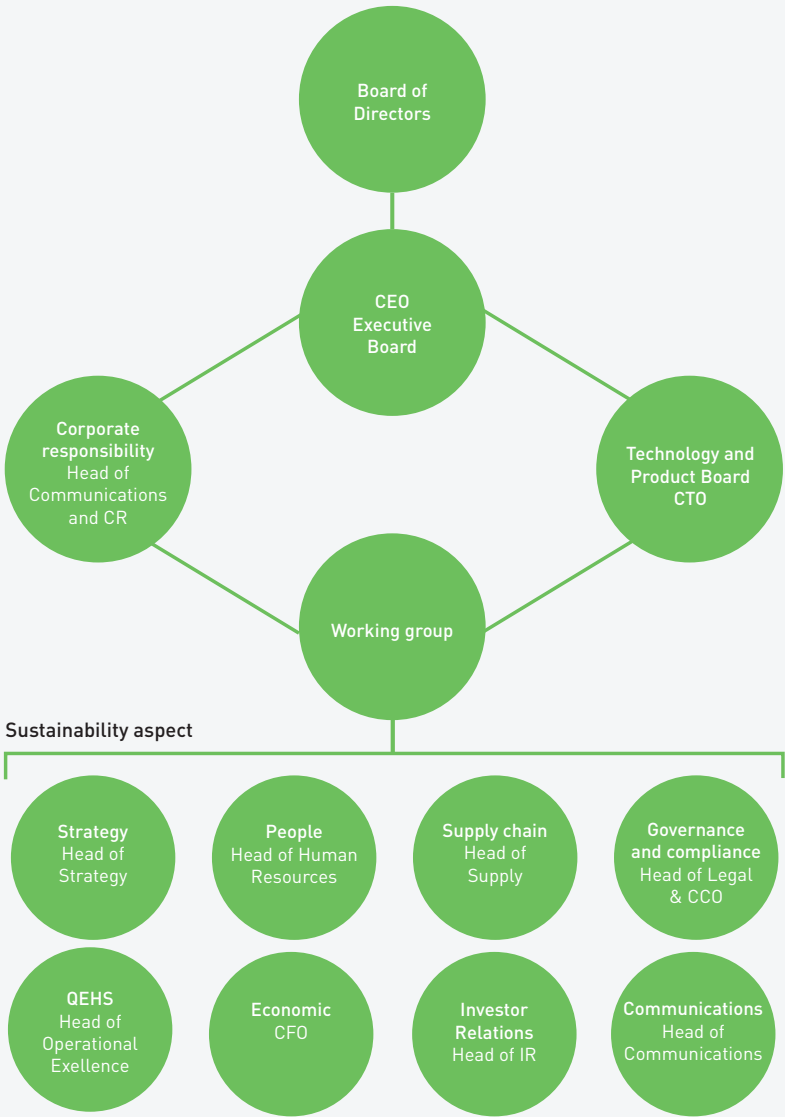 Board of
Directors
CEO
Executive
Board
Corporate
responsibility
Head of
Communications
and CR
Technology and
Product Board
CTO
Working group
Sustainability aspect
Strategy
Head of
Strategy
People
Head of Human
Resources
Supply chain
Head of
Supply
Governance
and compliance
Head of Legal
& CCO
QEHS
Head of
Operational
Exellence
Economic
CFO
Investor
Relations
Head of IR
Communications
Head of
Communications